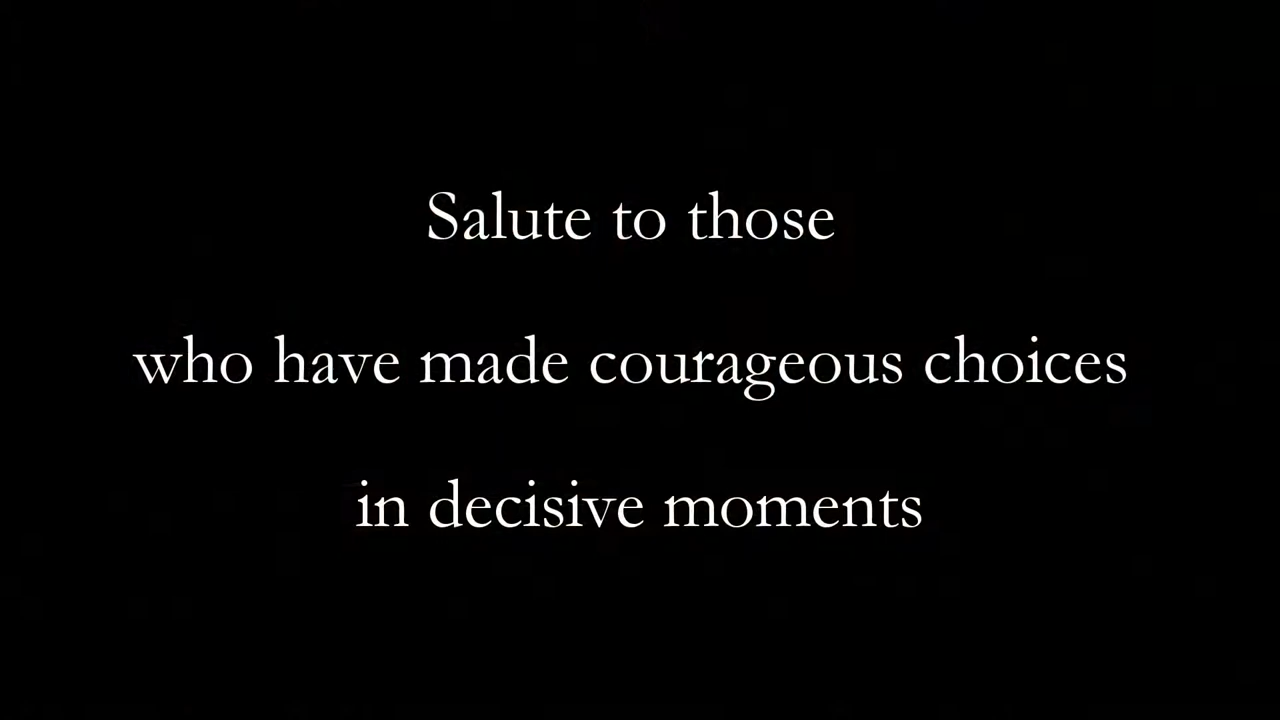 Salute to those
who have made courageous choices
in decisive moments